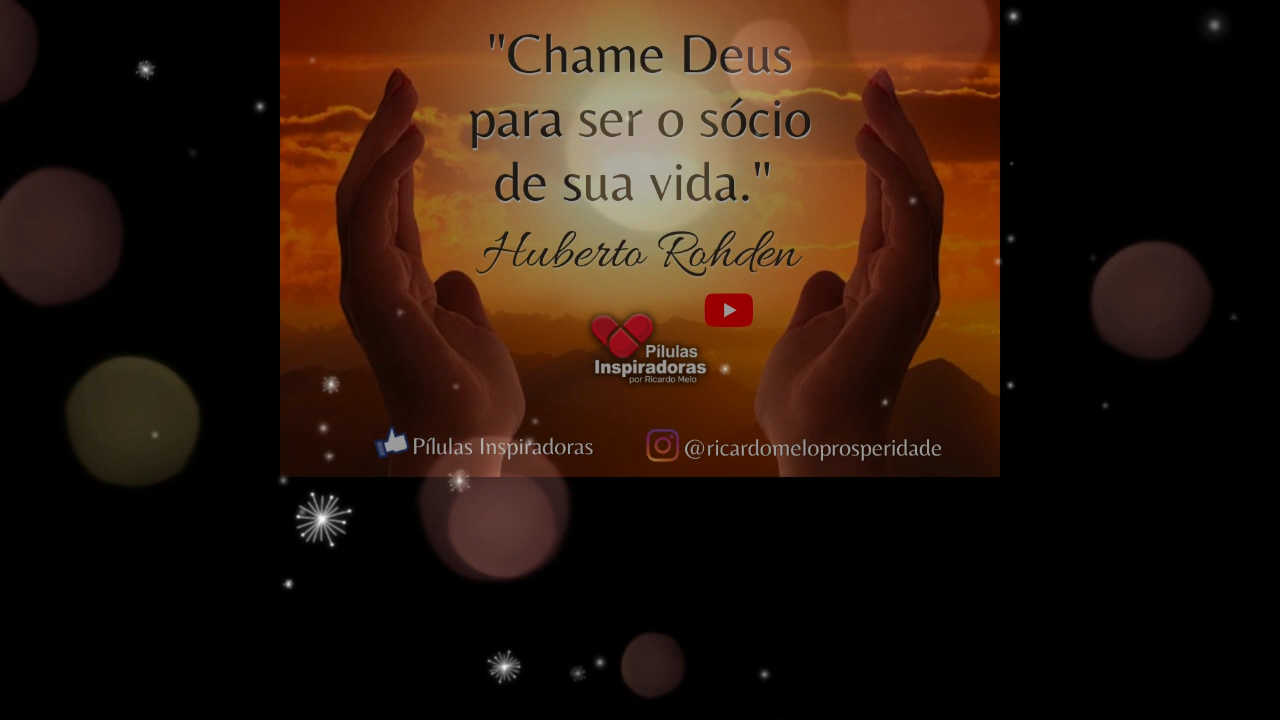 "Chame Deus
para ser o sócio
de sua vida."
Huberto Rohden
Pílulas
Inspiradoras
por Ricardo Melo
Pílulas Inspiradoras
@ricardomeloprosperidade